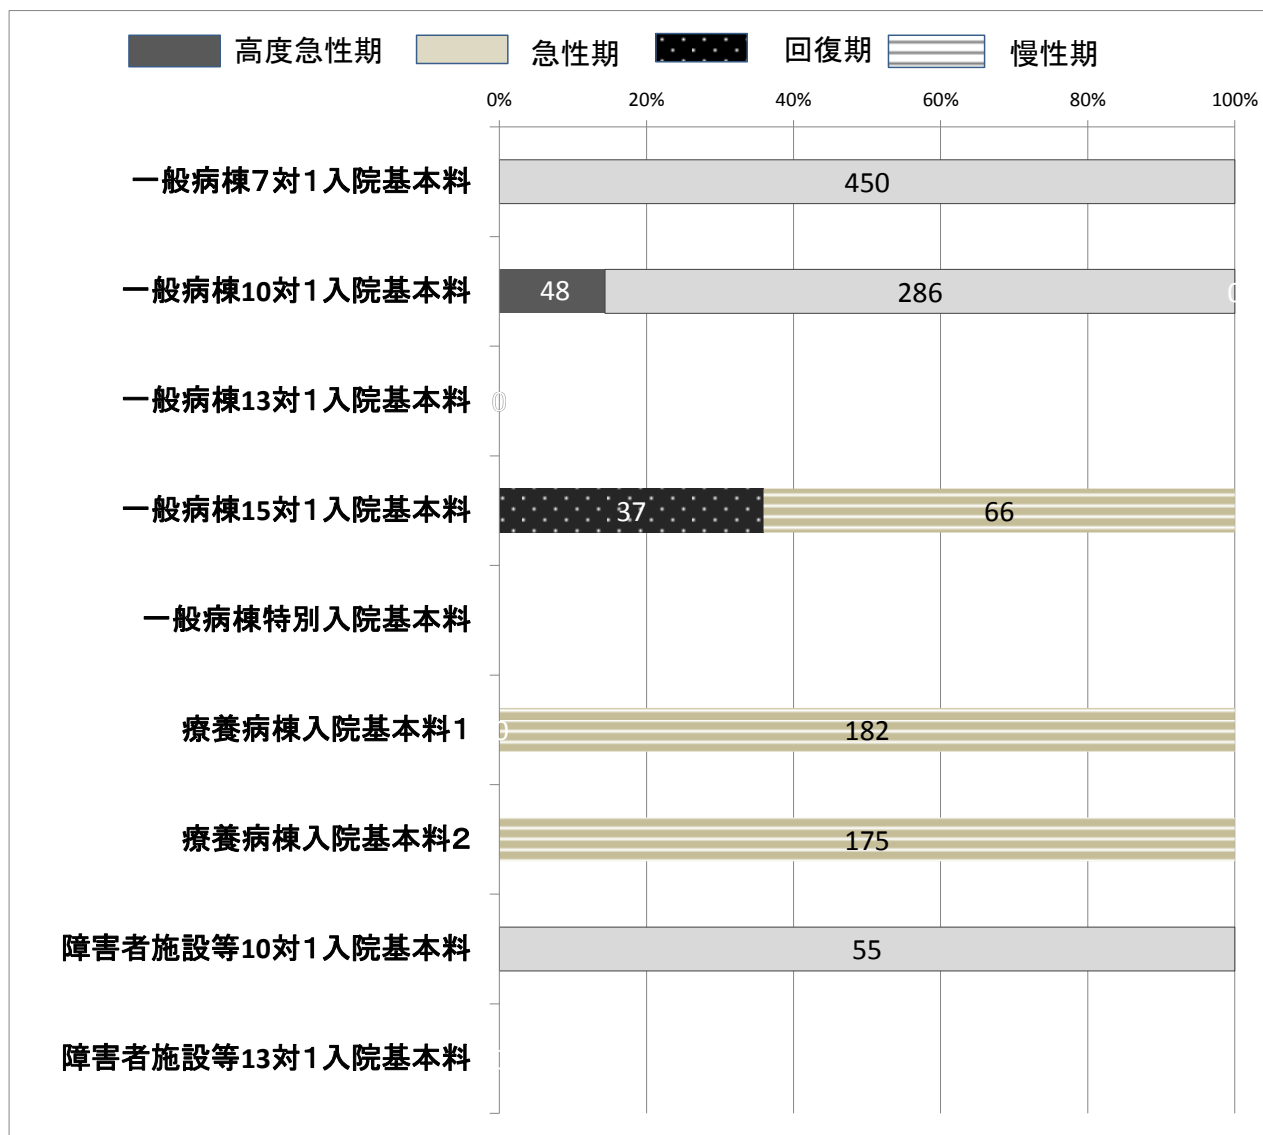 高度急性期 急性期 回復期 慢性期
0% 20% 40% 60% 80% 100%
一般病棟7対1入院基本料 450
一般病棟10対1入院基本料 48 286 0
一般病棟13対1入院基本料 0
一般病棟15対1入院基本料 37 66
一般病棟特別入院基本料
療養病棟入院基本料1 0 182
療養病棟入院基本料2 175
障害者施設等10対1入院基本料 55
障害者施設等13対1入院基本料